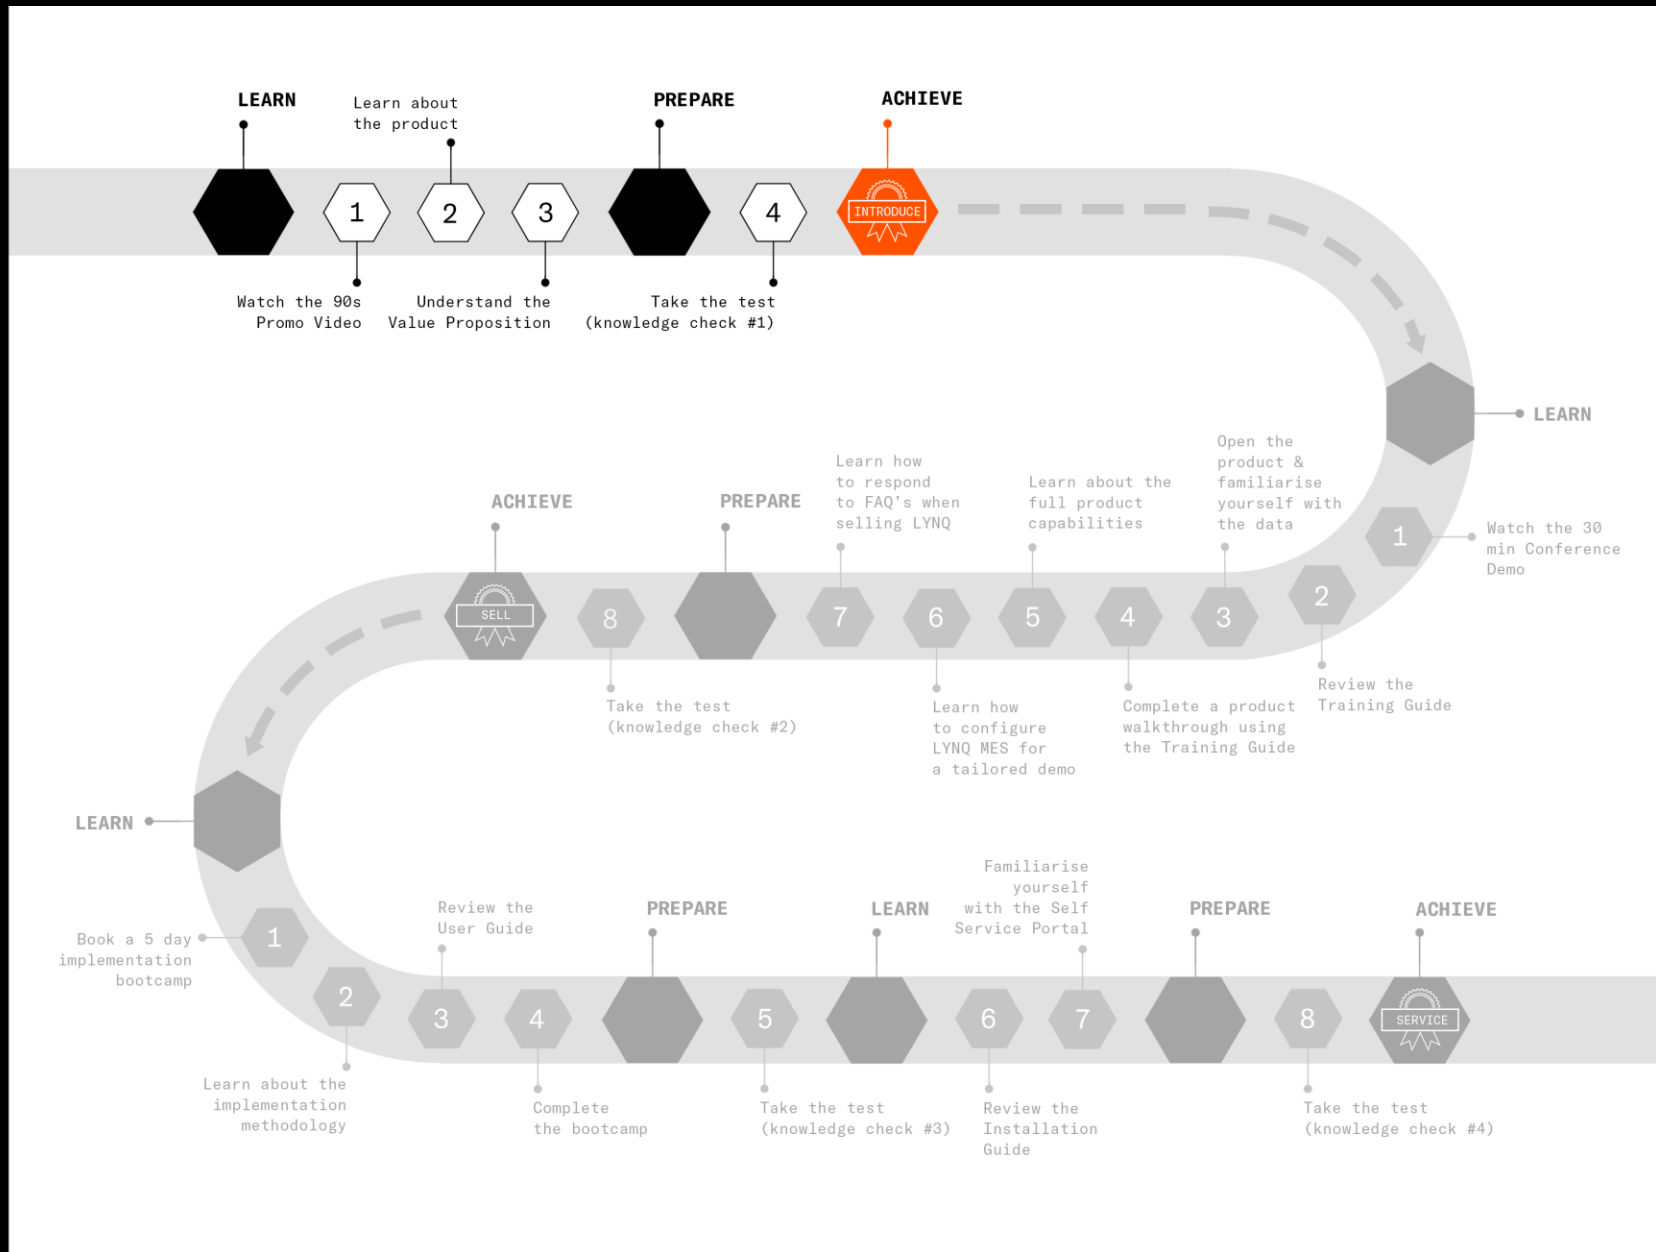 LEARN
1
Watch the 90s
Promo Video
Learn about
the product
2
3
Understand the
Value Proposition
PREPARE
4
Take the test
(knowledge check #1)
ACHIEVE
INTRODUCE
LEARN
1
Watch the 30
min Conference
Demo
2
Review the
Training Guide
Open the
product &
familiarise
yourself with
the data
3
4
Complete a product
walkthrough using
the Training Guide
Learn about the
full product
capabilities
5
6
Learn how
to configure
LYNQ MES for
a tailored demo
Learn how
to respond
to FAQ's when
selling LYNQ
7
PREPARE
8
Take the test
(knowledge check #2)
ACHIEVE
SELL
LEARN
1
Book a 5 day
implementation
bootcamp
2
Learn about the
implementation
methodology
Review the
User Guide
3
4
Complete
the bootcamp
PREPARE
5
Take the test
(knowledge check #3)
LEARN
6
Review the
Installation
Guide
Familiarise
yourself
with the Self
Service Portal
7
PREPARE
8
Take the test
(knowledge check #4)
ACHIEVE
SERVICE